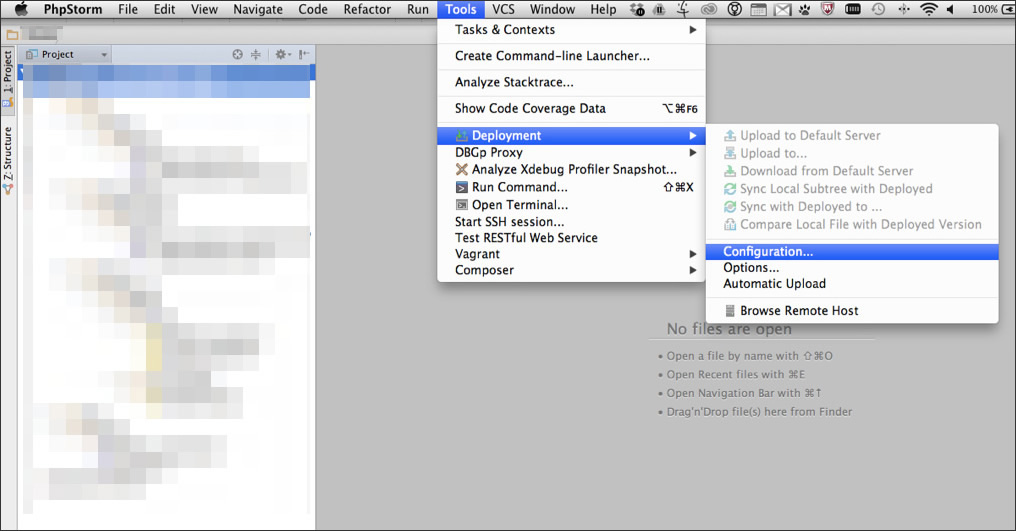 PhpStorm File Edit View Navigate Code Refactor Run Tools VCS Window Help 100%
Project
1: Project
Z: Structure
Tasks & Contexts
Create Command-line Launcher...
Analyze Stacktrace...
Show Code Coverage Data ⌥⌘F6
Deployment
DBGp Proxy
Analyze Xdebug Profiler Snapshot...
Run Command... ⇧⌘X
Open Terminal...
Start SSH session...
Test RESTful Web Service
Vagrant
Composer
Upload to Default Server
Upload to...
Download from Default Server
Sync Local Subtree with Deployed
Sync with Deployed to ...
Compare Local File with Deployed Version
Configuration...
Options...
Automatic Upload
Browse Remote Host
No files are open
• Open a file by name with ⇧⌘O
• Open Recent files with ⌘E
• Open Navigation Bar with ⌘↑
• Drag'n'Drop file(s) here from Finder